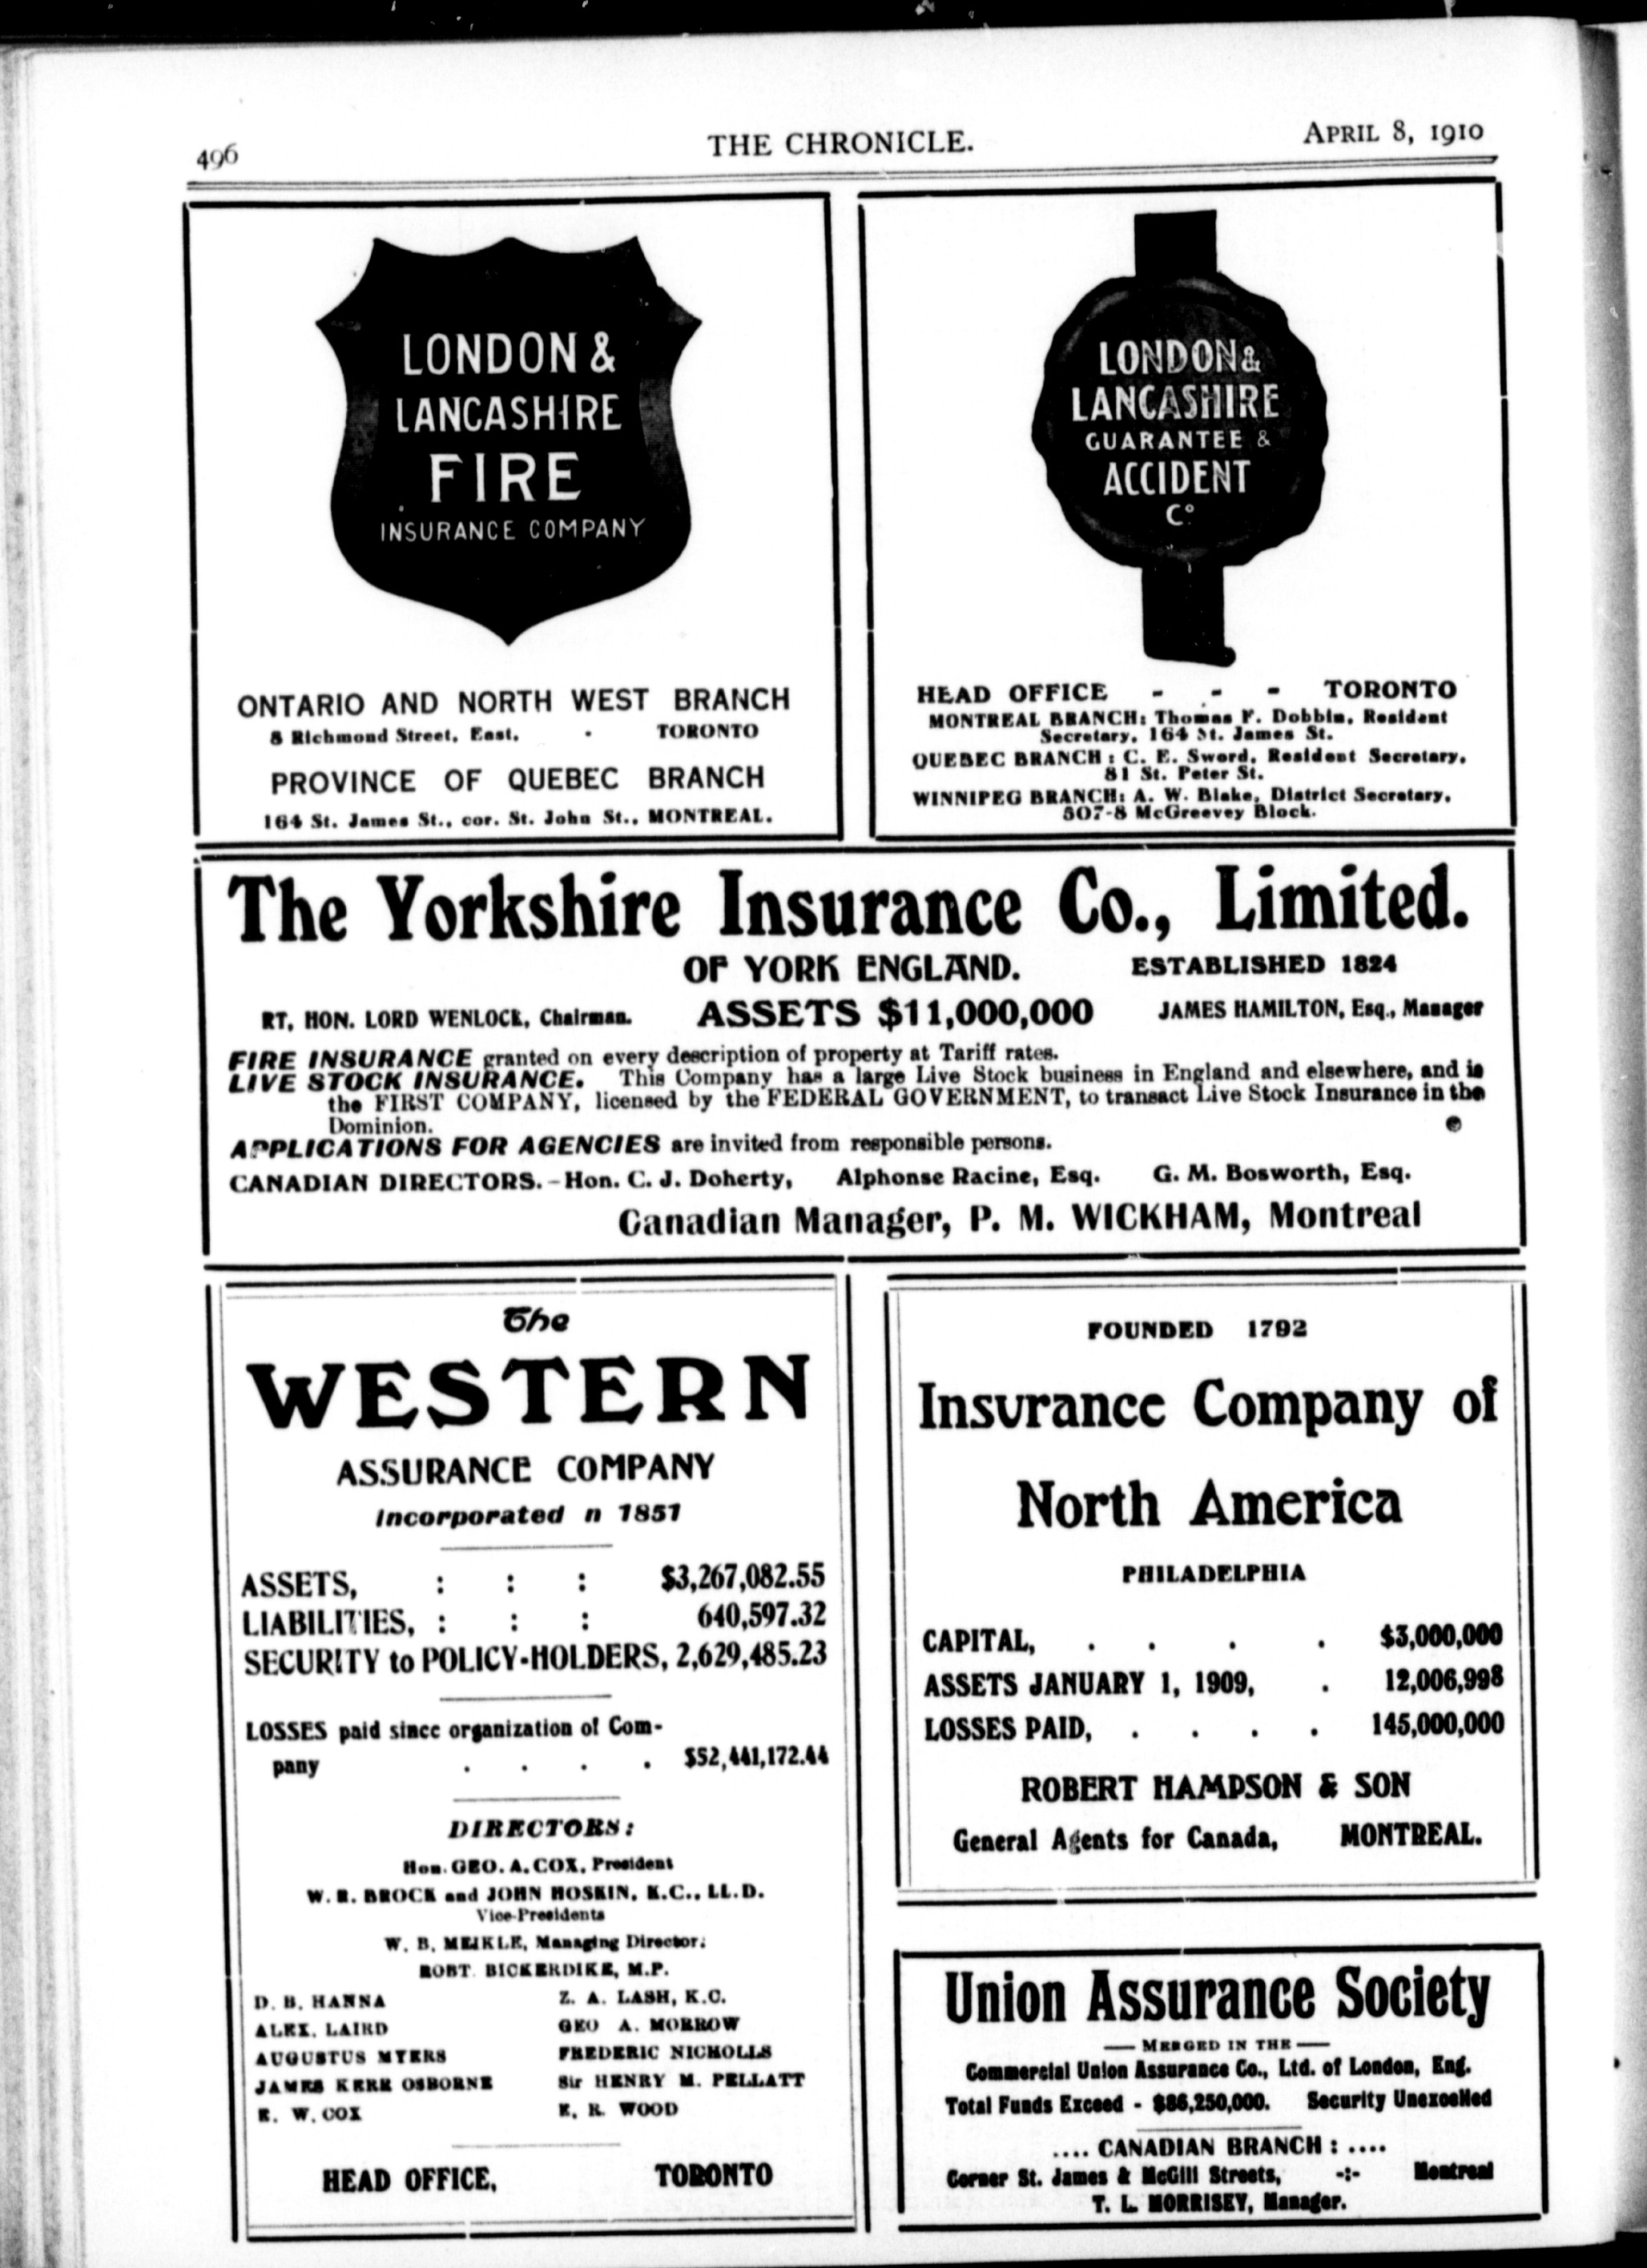 496
THE CHRONICLE.
APRIL 8, 1910
LONDON &
LANCASHIRE
FIRE
INSURANCE COMPANY
ONTARIO AND NORTH WEST BRANCH
8 Richmond Street, East, - TORONTO
PROVINCE OF QUEBEC BRANCH
164 St. James St., cor. St. John St., MONTREAL.
LONDON &
LANCASHIRE
GUARANTEE &
ACCIDENT
Co
HEAD OFFICE - - - TORONTO
MONTREAL BRANCH: Thomas F. Dobbin, Resident
Secretary, 164 St. James St.
QUEBEC BRANCH : C. E. Sword, Resident Secretary,
81 St. Peter St.
WINNIPEG BRANCH: A. W. Blake, District Secretary,
507-8 McGreevey Block.
The Yorkshire Insurance Co., Limited.
OF YORK ENGLAND. ESTABLISHED 1824
RT. HON. LORD WENLOCK, Chairman. ASSETS $11,000,000 JAMES HAMILTON, Esq., Manager
FIRE INSURANCE granted on every description of property at Tariff rates.
LIVE STOCK INSURANCE. This Company has a large Live Stock business in England and elsewhere, and is
the FIRST COMPANY, licensed by the FEDERAL GOVERNMENT, to transact Live Stock Insurance in the
Dominion.
APPLICATIONS FOR AGENCIES are invited from responsible persons.
CANADIAN DIRECTORS.-Hon. C. J. Doherty, Alphonse Racine, Esq. G. M. Bosworth, Esq.
Canadian Manager, P. M. WICKHAM, Montreal
The
WESTERN
ASSURANCE COMPANY
Incorporated n 1851
ASSETS, : : : $3,267,082.55
LIABILITIES, : : : 640,597.32
SECURITY to POLICY-HOLDERS, 2,629,485.23
LOSSES paid since organization of Com-
pany . . . . $52,441,172.44
DIRECTORS:
Hon. GEO. A. COX, President
W. R. BROCK and JOHN HOSKIN, K.C., LL.D.
Vice-Presidents
W. B. MEIKLE, Managing Director.
ROBT. BICKERDIKE, M.P.
D. B. HANNA Z. A. LASH, K.C.
ALEX. LAIRD GEO A. MORROW
AUGUSTUS MYERS FREDERIC NICHOLLS
JAMES KERR OSBORNE Sir HENRY M. PELLATT
E. W. COX E. R. WOOD
HEAD OFFICE, TORONTO
FOUNDED 1792
Insurance Company of
North America
PHILADELPHIA
CAPITAL, . . . . $3,000,000
ASSETS JANUARY 1, 1909, . 12,006,998
LOSSES PAID, . . . . 145,000,000
ROBERT HAMPSON & SON
General Agents for Canada, MONTREAL.
Union Assurance Society
MERGED IN THE
Commercial Union Assurance Co., Ltd. of London, Eng.
Total Funds Exceed - $86,250,000. Security Unexcelled
.... CANADIAN BRANCH : ....
Corner St. James & McGill Streets, -:- Montreal
T. L. MORRISEY, Manager.